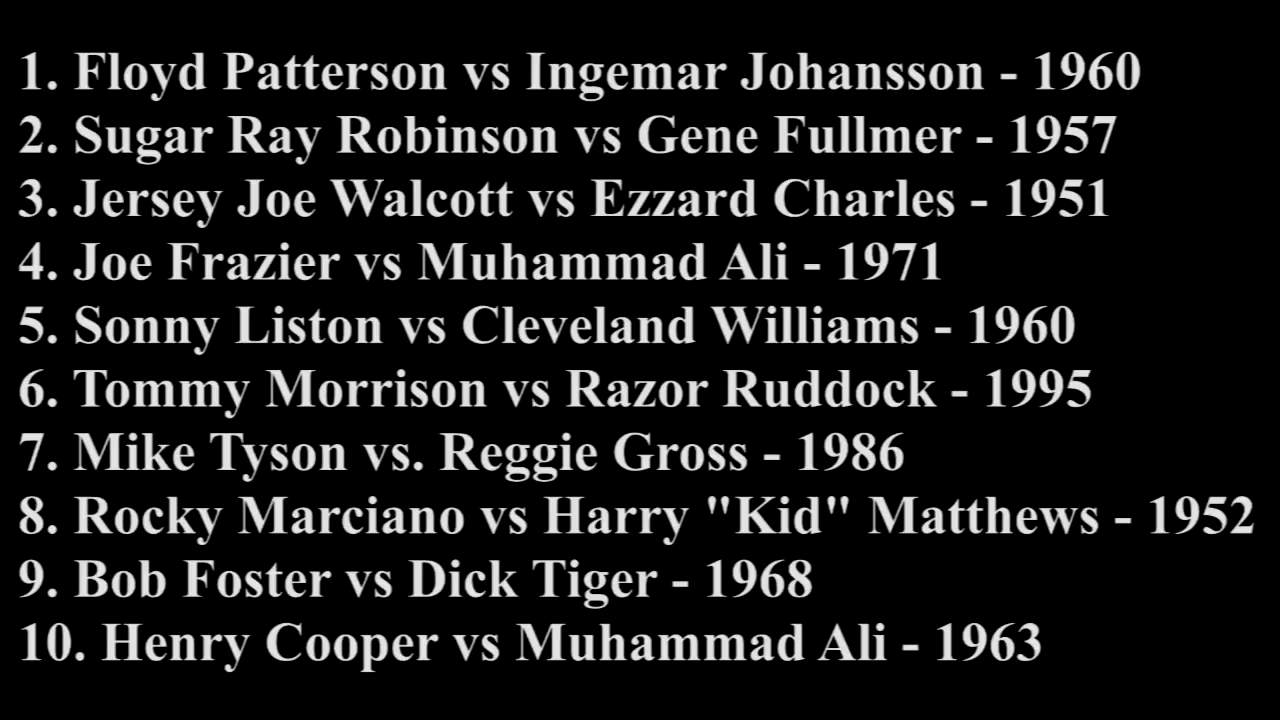 1. Floyd Patterson vs Ingemar Johansson - 1960
2. Sugar Ray Robinson vs Gene Fullmer - 1957
3. Jersey Joe Walcott vs Ezzard Charles - 1951
4. Joe Frazier vs Muhammad Ali - 1971
5. Sonny Liston vs Cleveland Williams - 1960
6. Tommy Morrison vs Razor Ruddock - 1995
7. Mike Tyson vs. Reggie Gross - 1986
8. Rocky Marciano vs Harry "Kid" Matthews - 1952
9. Bob Foster vs Dick Tiger - 1968
10. Henry Cooper vs Muhammad Ali - 1963